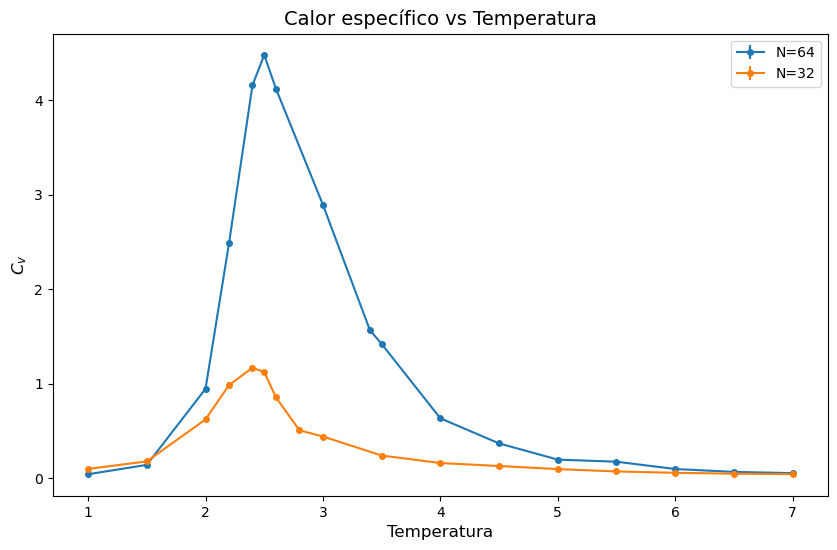 Calor específico vs Temperatura
N=64
N=32
4
3
2
1
0
C_v
1 2 3 4 5 6 7
Temperatura